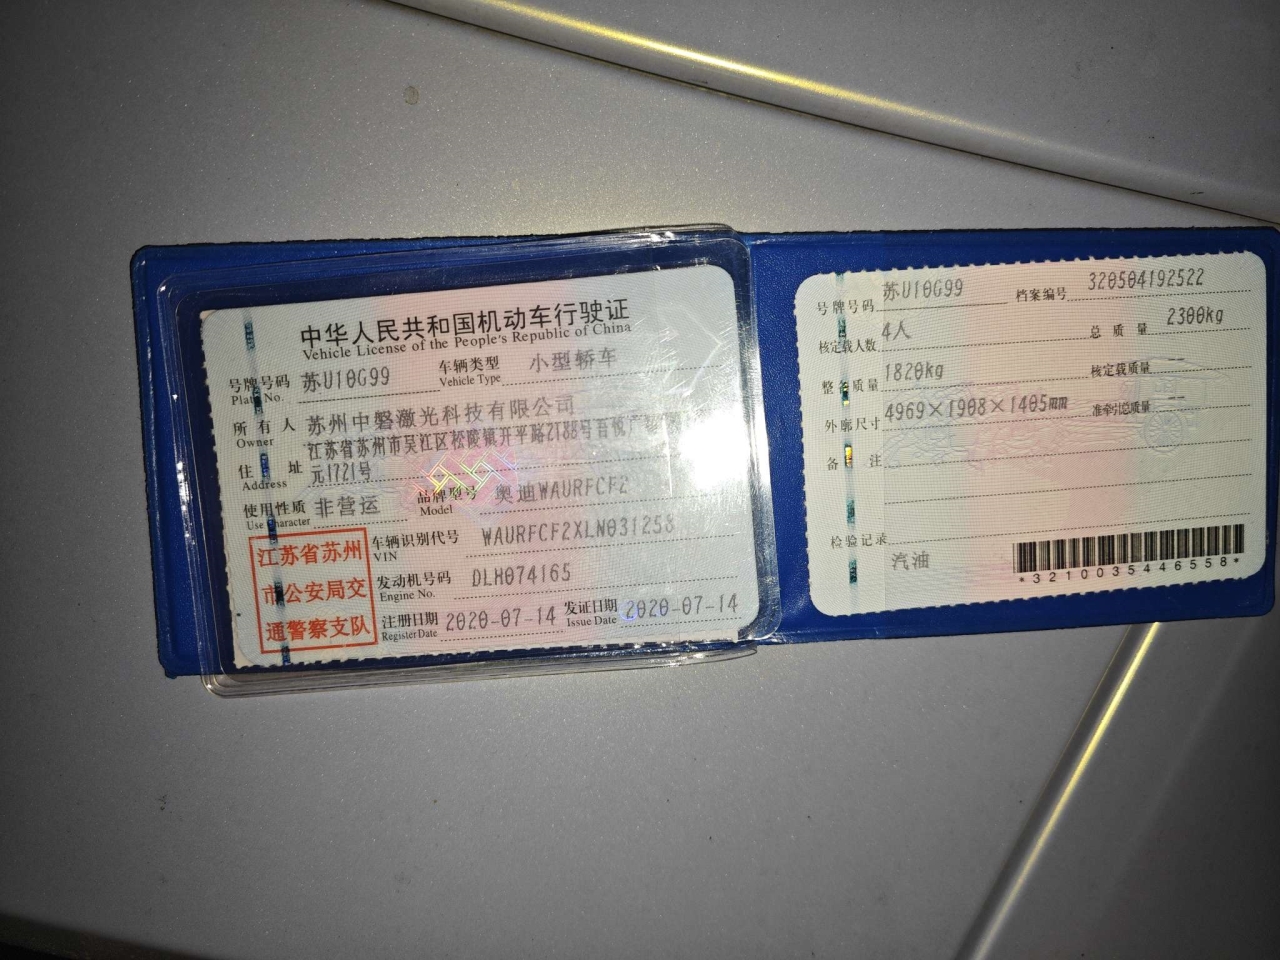 中华人民共和国机动车行驶证
Vehicle License of the People's Republic of China
号牌号码 苏U10G99 车辆类型 小型轿车
Plate No. Vehicle Type
所有人 苏州中磐激光科技有限公司
Owner
住址 江苏省苏州市吴江区松陵镇开平路2188号吾悦广场
Address 元1721号
使用性质 非营运 品牌型号 奥迪WAURFCF2
Use Character Model
江苏省苏州
市公安局交
通警察支队
车辆识别代号 WAURFCF2XLN031258
VIN
发动机号码 DLH074165
Engine No.
注册日期 2020-07-14 发证日期 2020-07-14
Register Date Issue Date
号牌号码 苏U10G99 档案编号 320504192522
核定载人数 4人 总质量 2300kg
整备质量 1820kg 核定载质量 --
外廓尺寸 4969×1908×1405mm 准牵引总质量 --
备注
检验记录
汽油
*3210035446558*